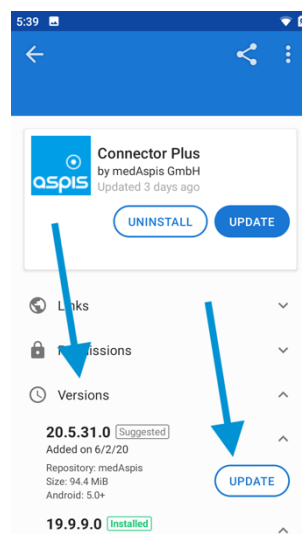 5:39
aspis
Connector Plus
by medAspis GmbH
Updated 3 days ago
UNINSTALL
UPDATE
Links
Versions
20.5.31.0 Suggested
Added on 6/2/20
Repository: medAspis
Size: 94.4 MiB
Android: 5.0+
UPDATE
19.9.9.0 Installed